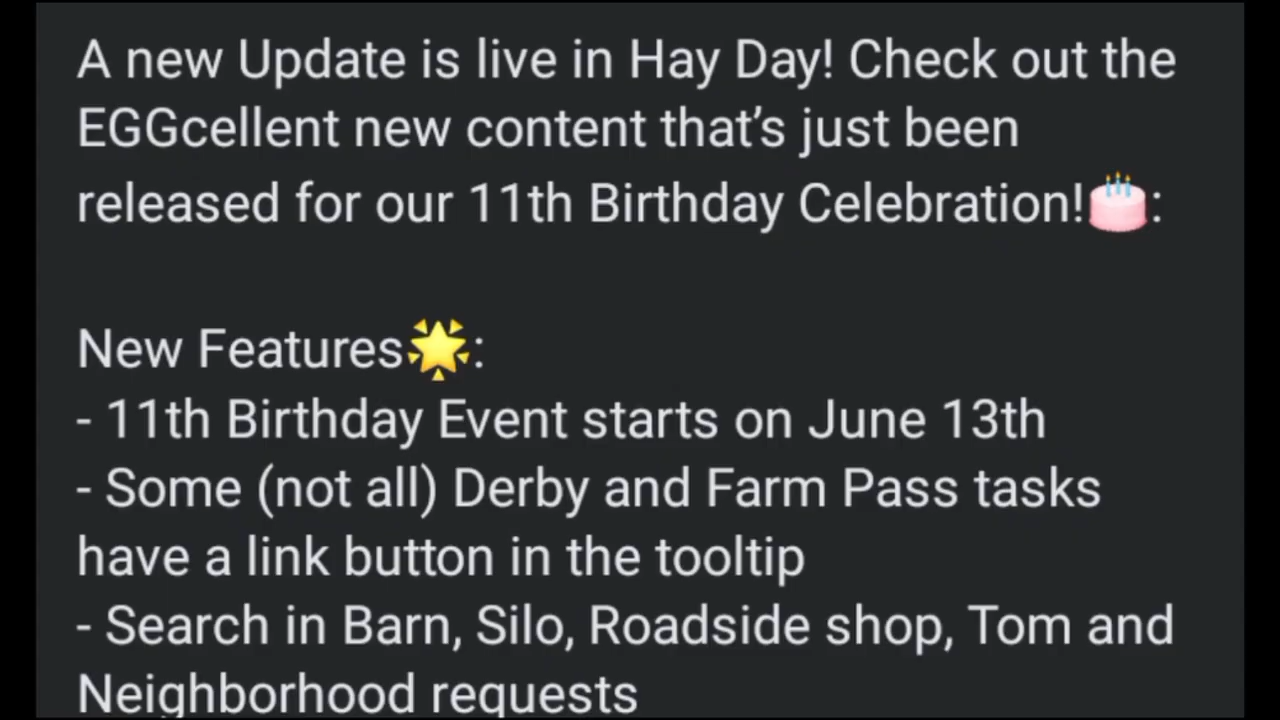 A new Update is live in Hay Day! Check out the
EGGcellent new content that’s just been
released for our 11th Birthday Celebration!🎂:
New Features🌟:
- 11th Birthday Event starts on June 13th
- Some (not all) Derby and Farm Pass tasks
have a link button in the tooltip
- Search in Barn, Silo, Roadside shop, Tom and
Neighborhood requests